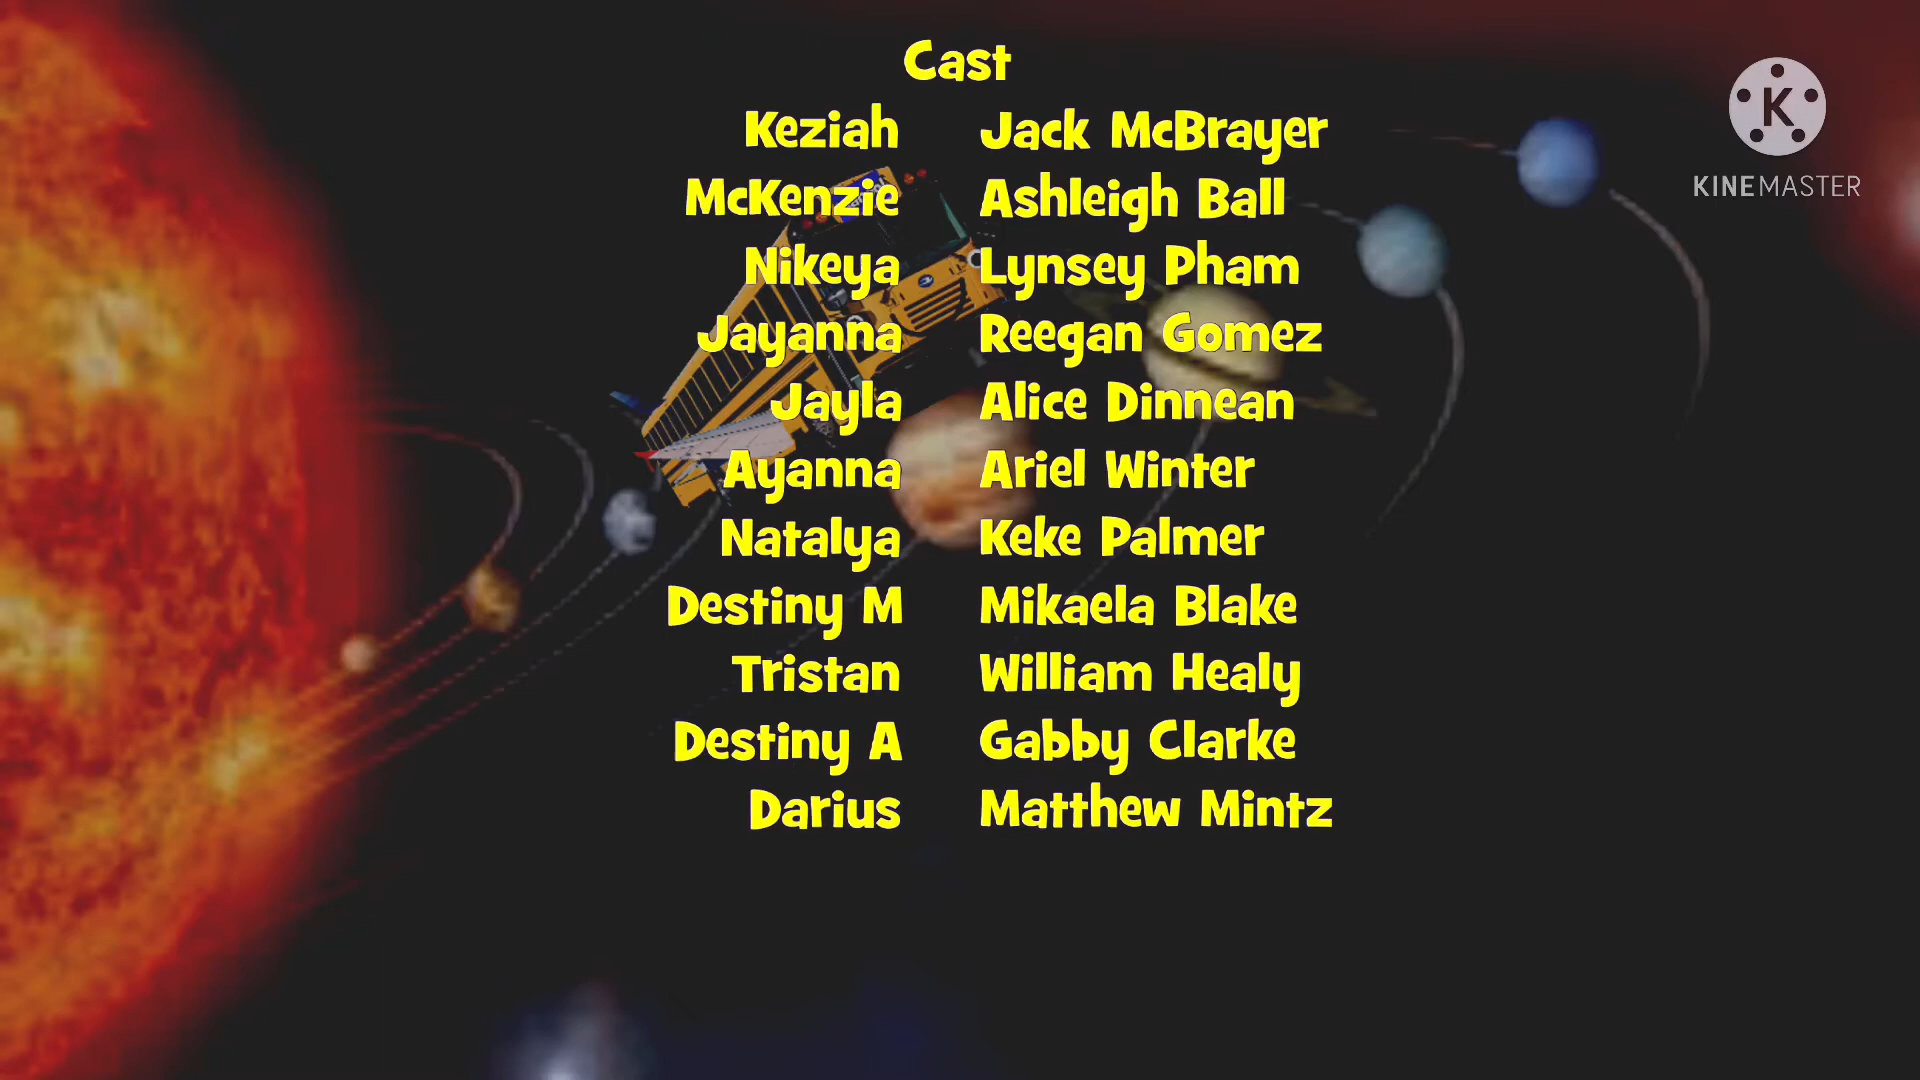 Cast
Keziah Jack McBrayer
McKenzie Ashleigh Ball
Nikeya Lynsey Pham
Jayanna Reegan Gomez
Jayla Alice Dinnean
Ayanna Ariel Winter
Natalya Keke Palmer
Destiny M Mikaela Blake
Tristan William Healy
Destiny A Gabby Clarke
Darius Matthew Mintz
K
KINEMASTER